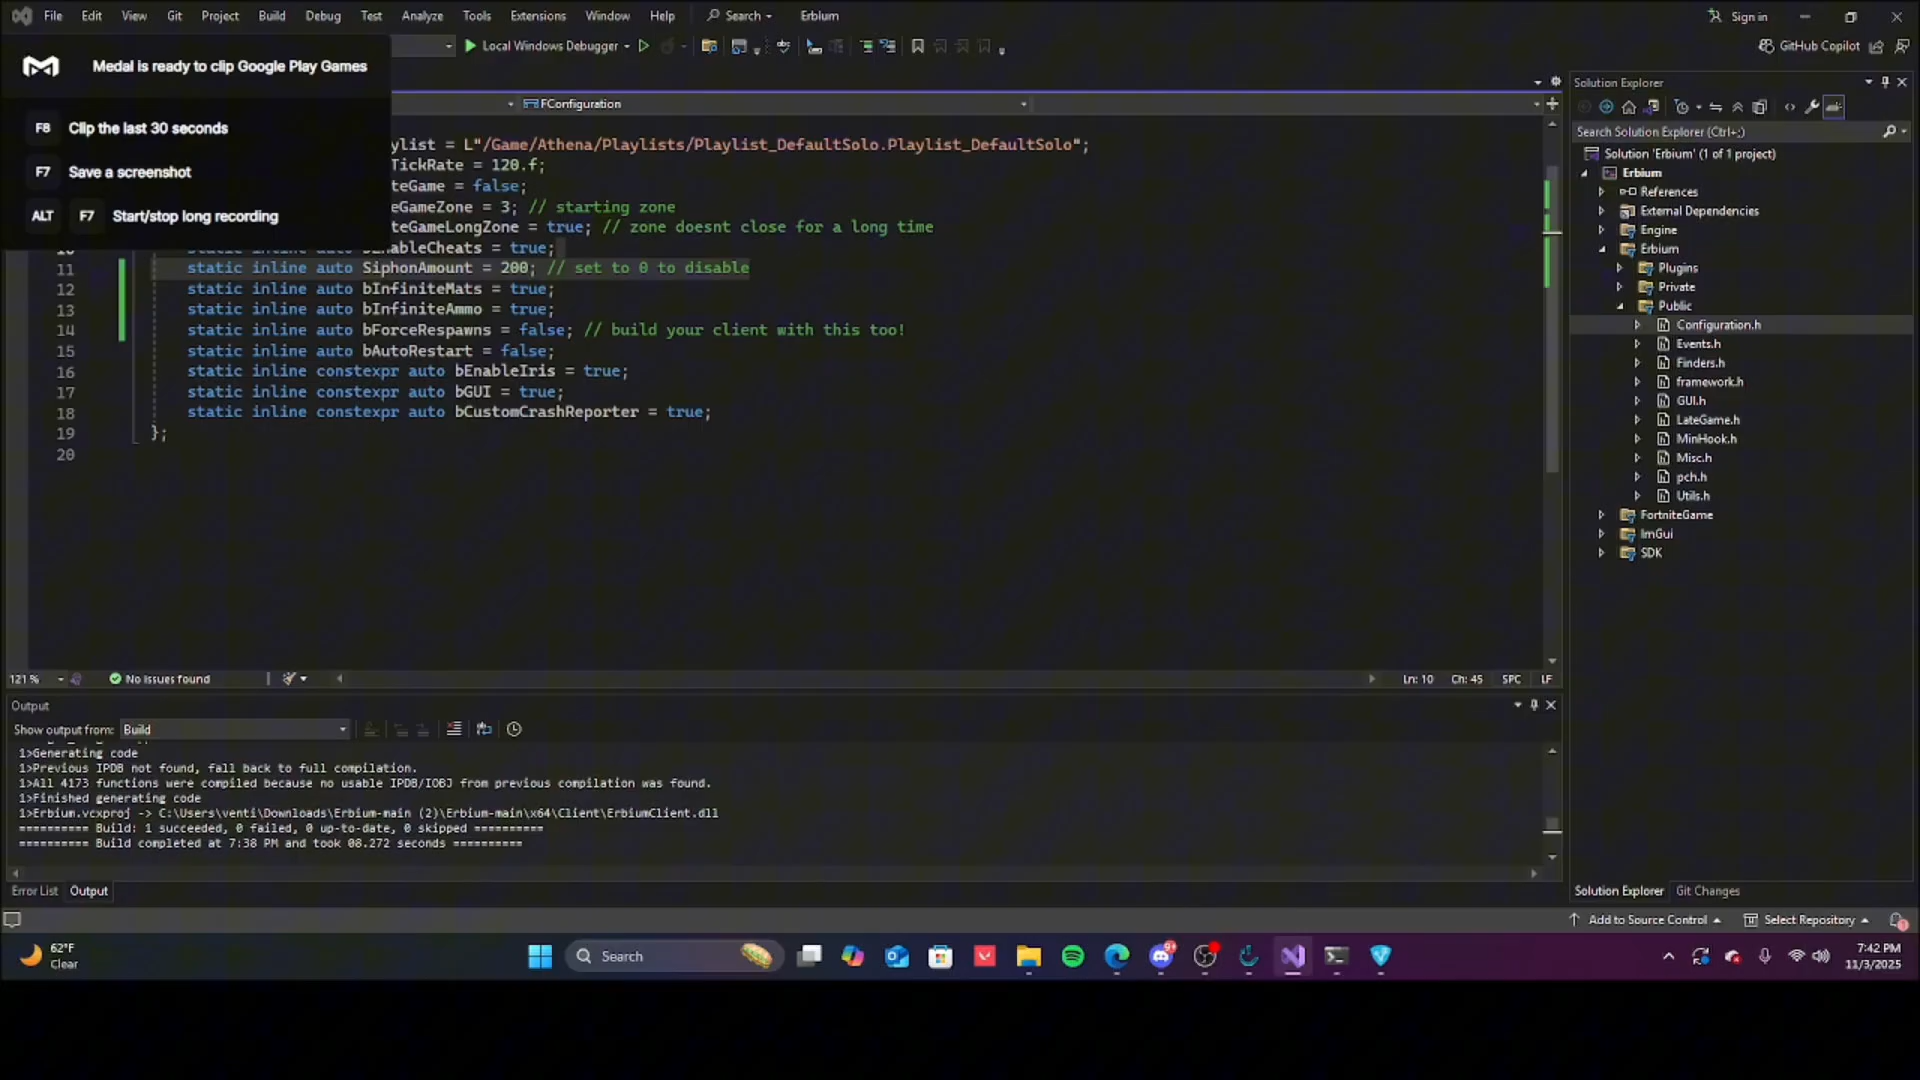 File Edit View Git Project Build Debug Test Analyze Tools Extensions Window Help Search Erbium Sign in
Medal is ready to clip Google Play Games
F8 Clip the last 30 seconds
F7 Save a screenshot
ALT F7 Start/stop long recording
Local Windows Debugger
GitHub Copilot
FConfiguration
ylist = L"/Game/Athena/Playlists/Playlist_DefaultSolo.Playlist_DefaultSolo";
TickRate = 120.f;
teGame = false;
eGameZone = 3; // starting zone
teGameLongZone = true; // zone doesnt close for a long time
static inline auto bEnableCheats = true;
11 static inline auto SiphonAmount = 200; // set to 0 to disable
12 static inline auto bInfiniteMats = true;
13 static inline auto bInfiniteAmmo = true;
14 static inline auto bForceRespawns = false; // build your client with this too!
15 static inline auto bAutoRestart = false;
16 static inline constexpr auto bEnableIris = true;
17 static inline constexpr auto bGUI = true;
18 static inline constexpr auto bCustomCrashReporter = true;
19 };
20
121 % No issues found Ln: 10 Ch: 45 SPC LF
Output
Show output from: Build
1>Generating code
1>Previous IPDB not found, fall back to full compilation.
1>All 4173 functions were compiled because no usable IPDB/IOBJ from previous compilation was found.
1>Finished generating code
1>Erbium.vcxproj -> C:\Users\venti\Downloads\Erbium-main (2)\Erbium-main\x64\Client\ErbiumClient.dll
========== Build: 1 succeeded, 0 failed, 0 up-to-date, 0 skipped ==========
========== Build completed at 7:38 PM and took 08.272 seconds ==========
Error List Output
Solution Explorer
Search Solution Explorer (Ctrl+;)
Solution 'Erbium' (1 of 1 project)
Erbium
References
External Dependencies
Engine
Erbium
Plugins
Private
Public
Configuration.h
Events.h
Finders.h
framework.h
GUI.h
LateGame.h
MinHook.h
Misc.h
pch.h
Utils.h
FortniteGame
ImGui
SDK
Solution Explorer Git Changes
Add to Source Control Select Repository
62°F
Clear
Search
7:42 PM
11/3/2025